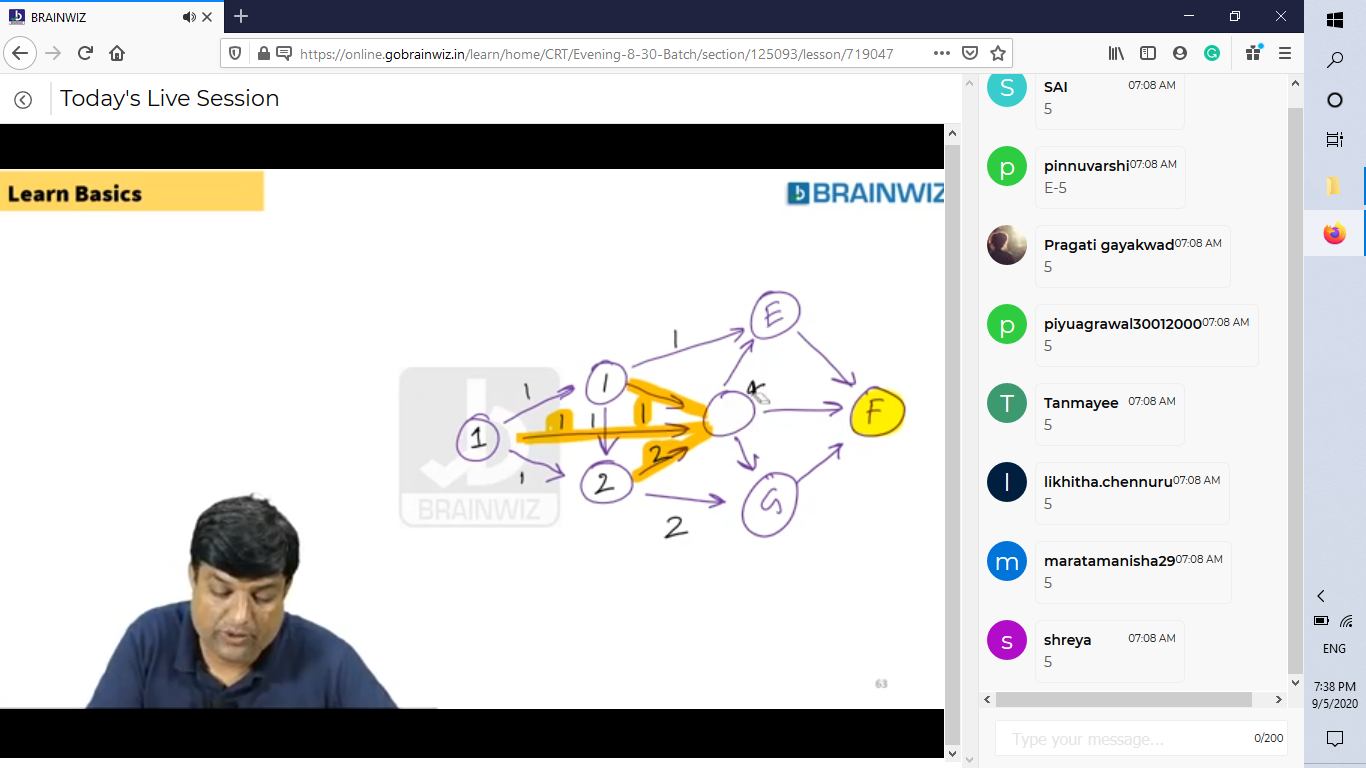 BRAINWIZ
https://online.gobrainwiz.in/learn/home/CRT/Evening-8-30-Batch/section/125093/lesson/719047
Today's Live Session
Learn Basics
BRAINWIZ
E
1
1
1
1
1
1
F
1
2
1
2
G
2
BRAINWIZ
63
S
SAI 07:08 AM
5
p
pinnuvarshi 07:08 AM
E-5
Pragati gayakwad 07:08 AM
5
p
piyuagrawal30012000 07:08 AM
5
T
Tanmayee 07:08 AM
5
l
likhitha.chennuru 07:08 AM
5
m
maratamanisha29 07:08 AM
5
s
shreya 07:08 AM
5
Type your message...
0/200
ENG
7:38 PM
9/5/2020